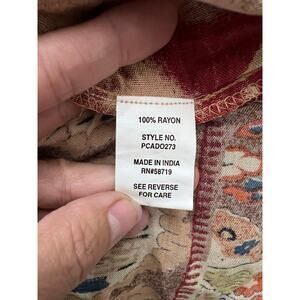 100% RAYON
STYLE NO.
PCADO273
MADE IN INDIA
RN#58719
SEE REVERSE
FOR CARE